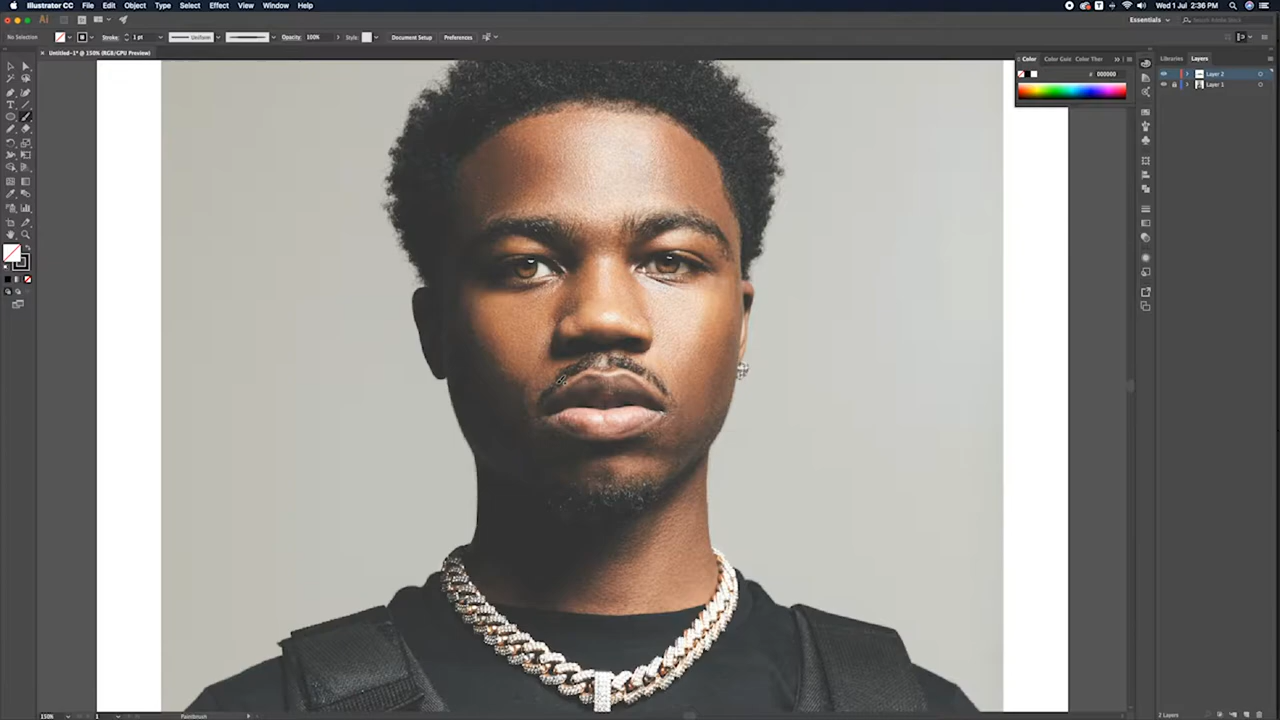 Illustrator CC File Edit Object Type Select Effect View Window Help
Wed 1 Jul 2:36 PM
Essentials
Search Adobe Stock
No Selection
Stroke: 1 pt
Uniform
Opacity: 100%
Style:
Document Setup
Preferences
Untitled-1* @ 150% (RGB/GPU Preview)
Color Color Guide Color Ther
# 000000
Libraries Layers
Layer 2
Layer 1
150%
1
Paintbrush
2 Layers